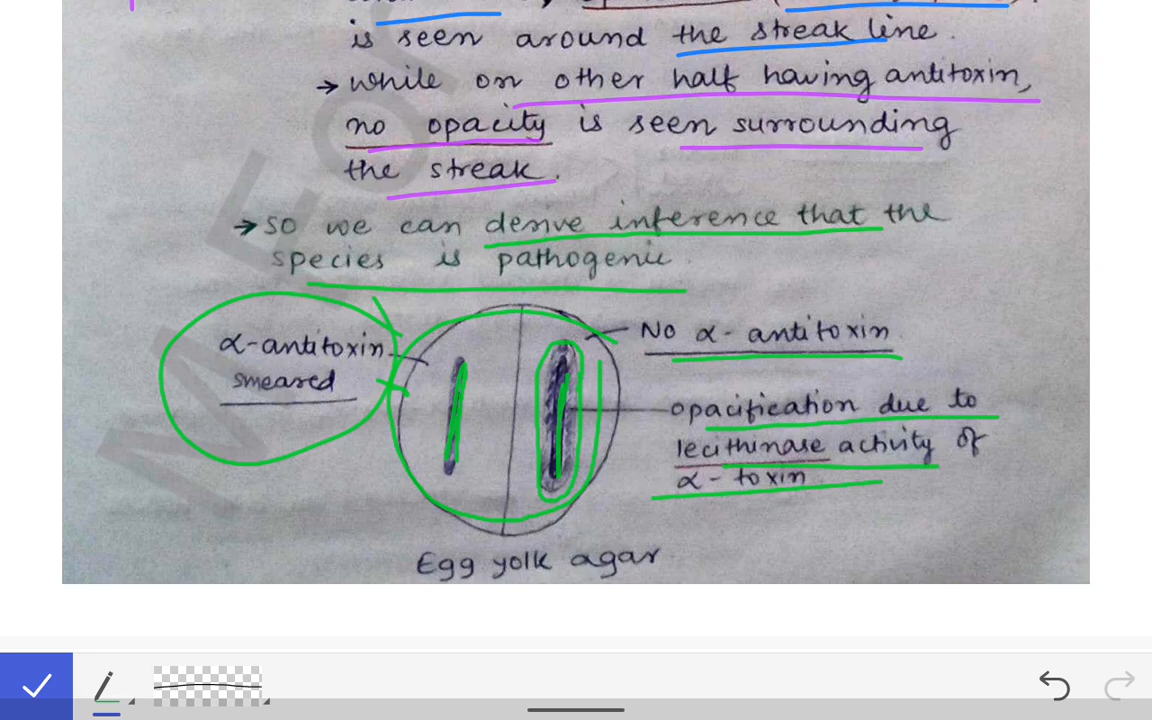 is seen around the streak line.
→ while on other half having antitoxin,
no opacity is seen surrounding
the streak.
→ so we can derive inference that the
species is pathogenic.
α-antitoxin
smeared
No α-antitoxin
opacification due to
lecithinase activity of
α-toxin
Egg yolk agar